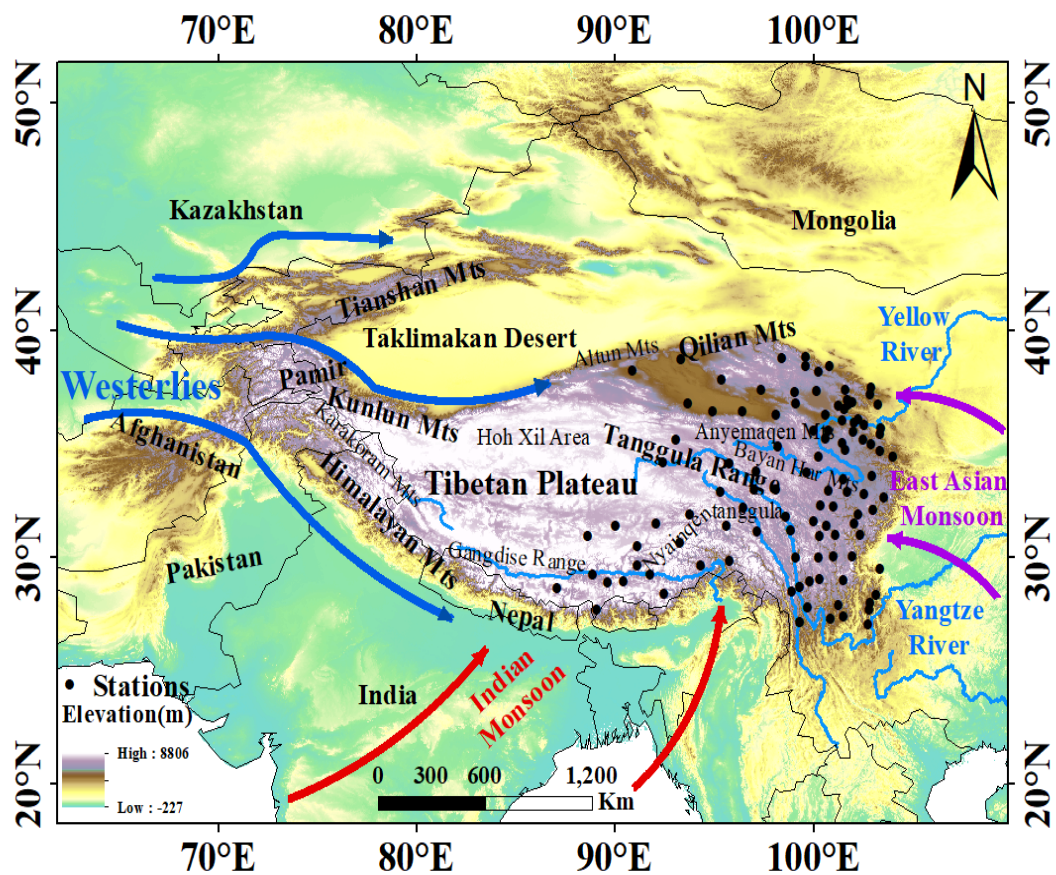 70°E 80°E 90°E 100°E
50°N
50°N
N
Kazakhstan
Mongolia
Tianshan Mts
Yellow
River
40°N
40°N
Taklimakan Desert
Qilian Mts
Altun Mts
Pamir
Westerlies
Kunlun Mts
Afghanistan
Karakoram Mts
Hoh Xil Area
Anyemaqen Mts
Tanggula Range
Bayan Har Mts
Himalayan Mts
Tibetan Plateau
East Asian
Monsoon
Nyainqentanggula
Gangdise Range
30°N
30°N
Pakistan
Nepal
Yangtze
River
India
Indian
Monsoon
Stations
Elevation(m)
High : 8806
Low : -227
0 300 600 1,200
Km
20°N
20°N
70°E 80°E 90°E 100°E